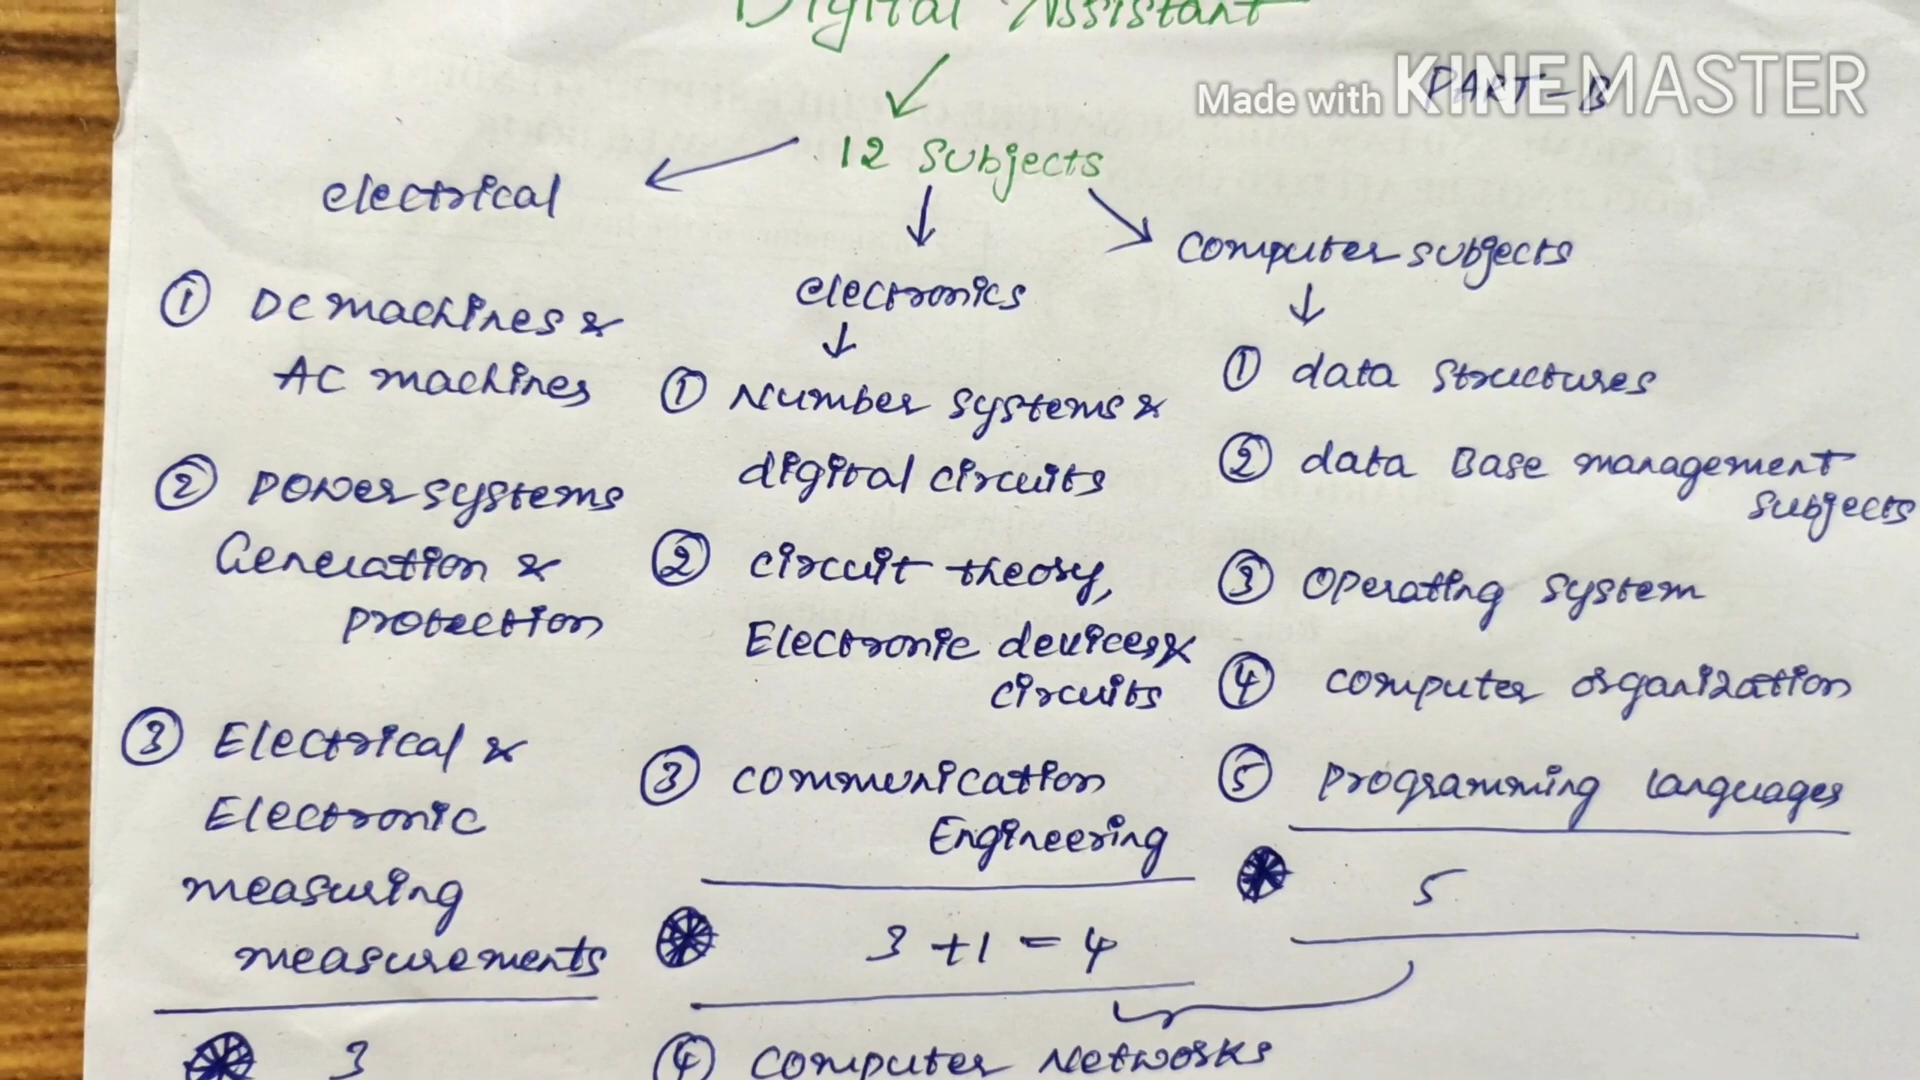 Digital Assistant
Made with KINEMASTER
PART-B
12 subjects
electrical
① DC machines &
AC machines
② power systems
Generation &
protection
③ Electrical &
Electronic
measuring
measurements
3
electronics
① Number systems &
digital circuits
② circuit theory,
Electronic devices &
circuits
③ communication
Engineering
3 + 1 = 4
④ computer networks
computer subjects
① data structures
② data Base management
subjects
③ operating system
④ computer organization
⑤ programming languages
5